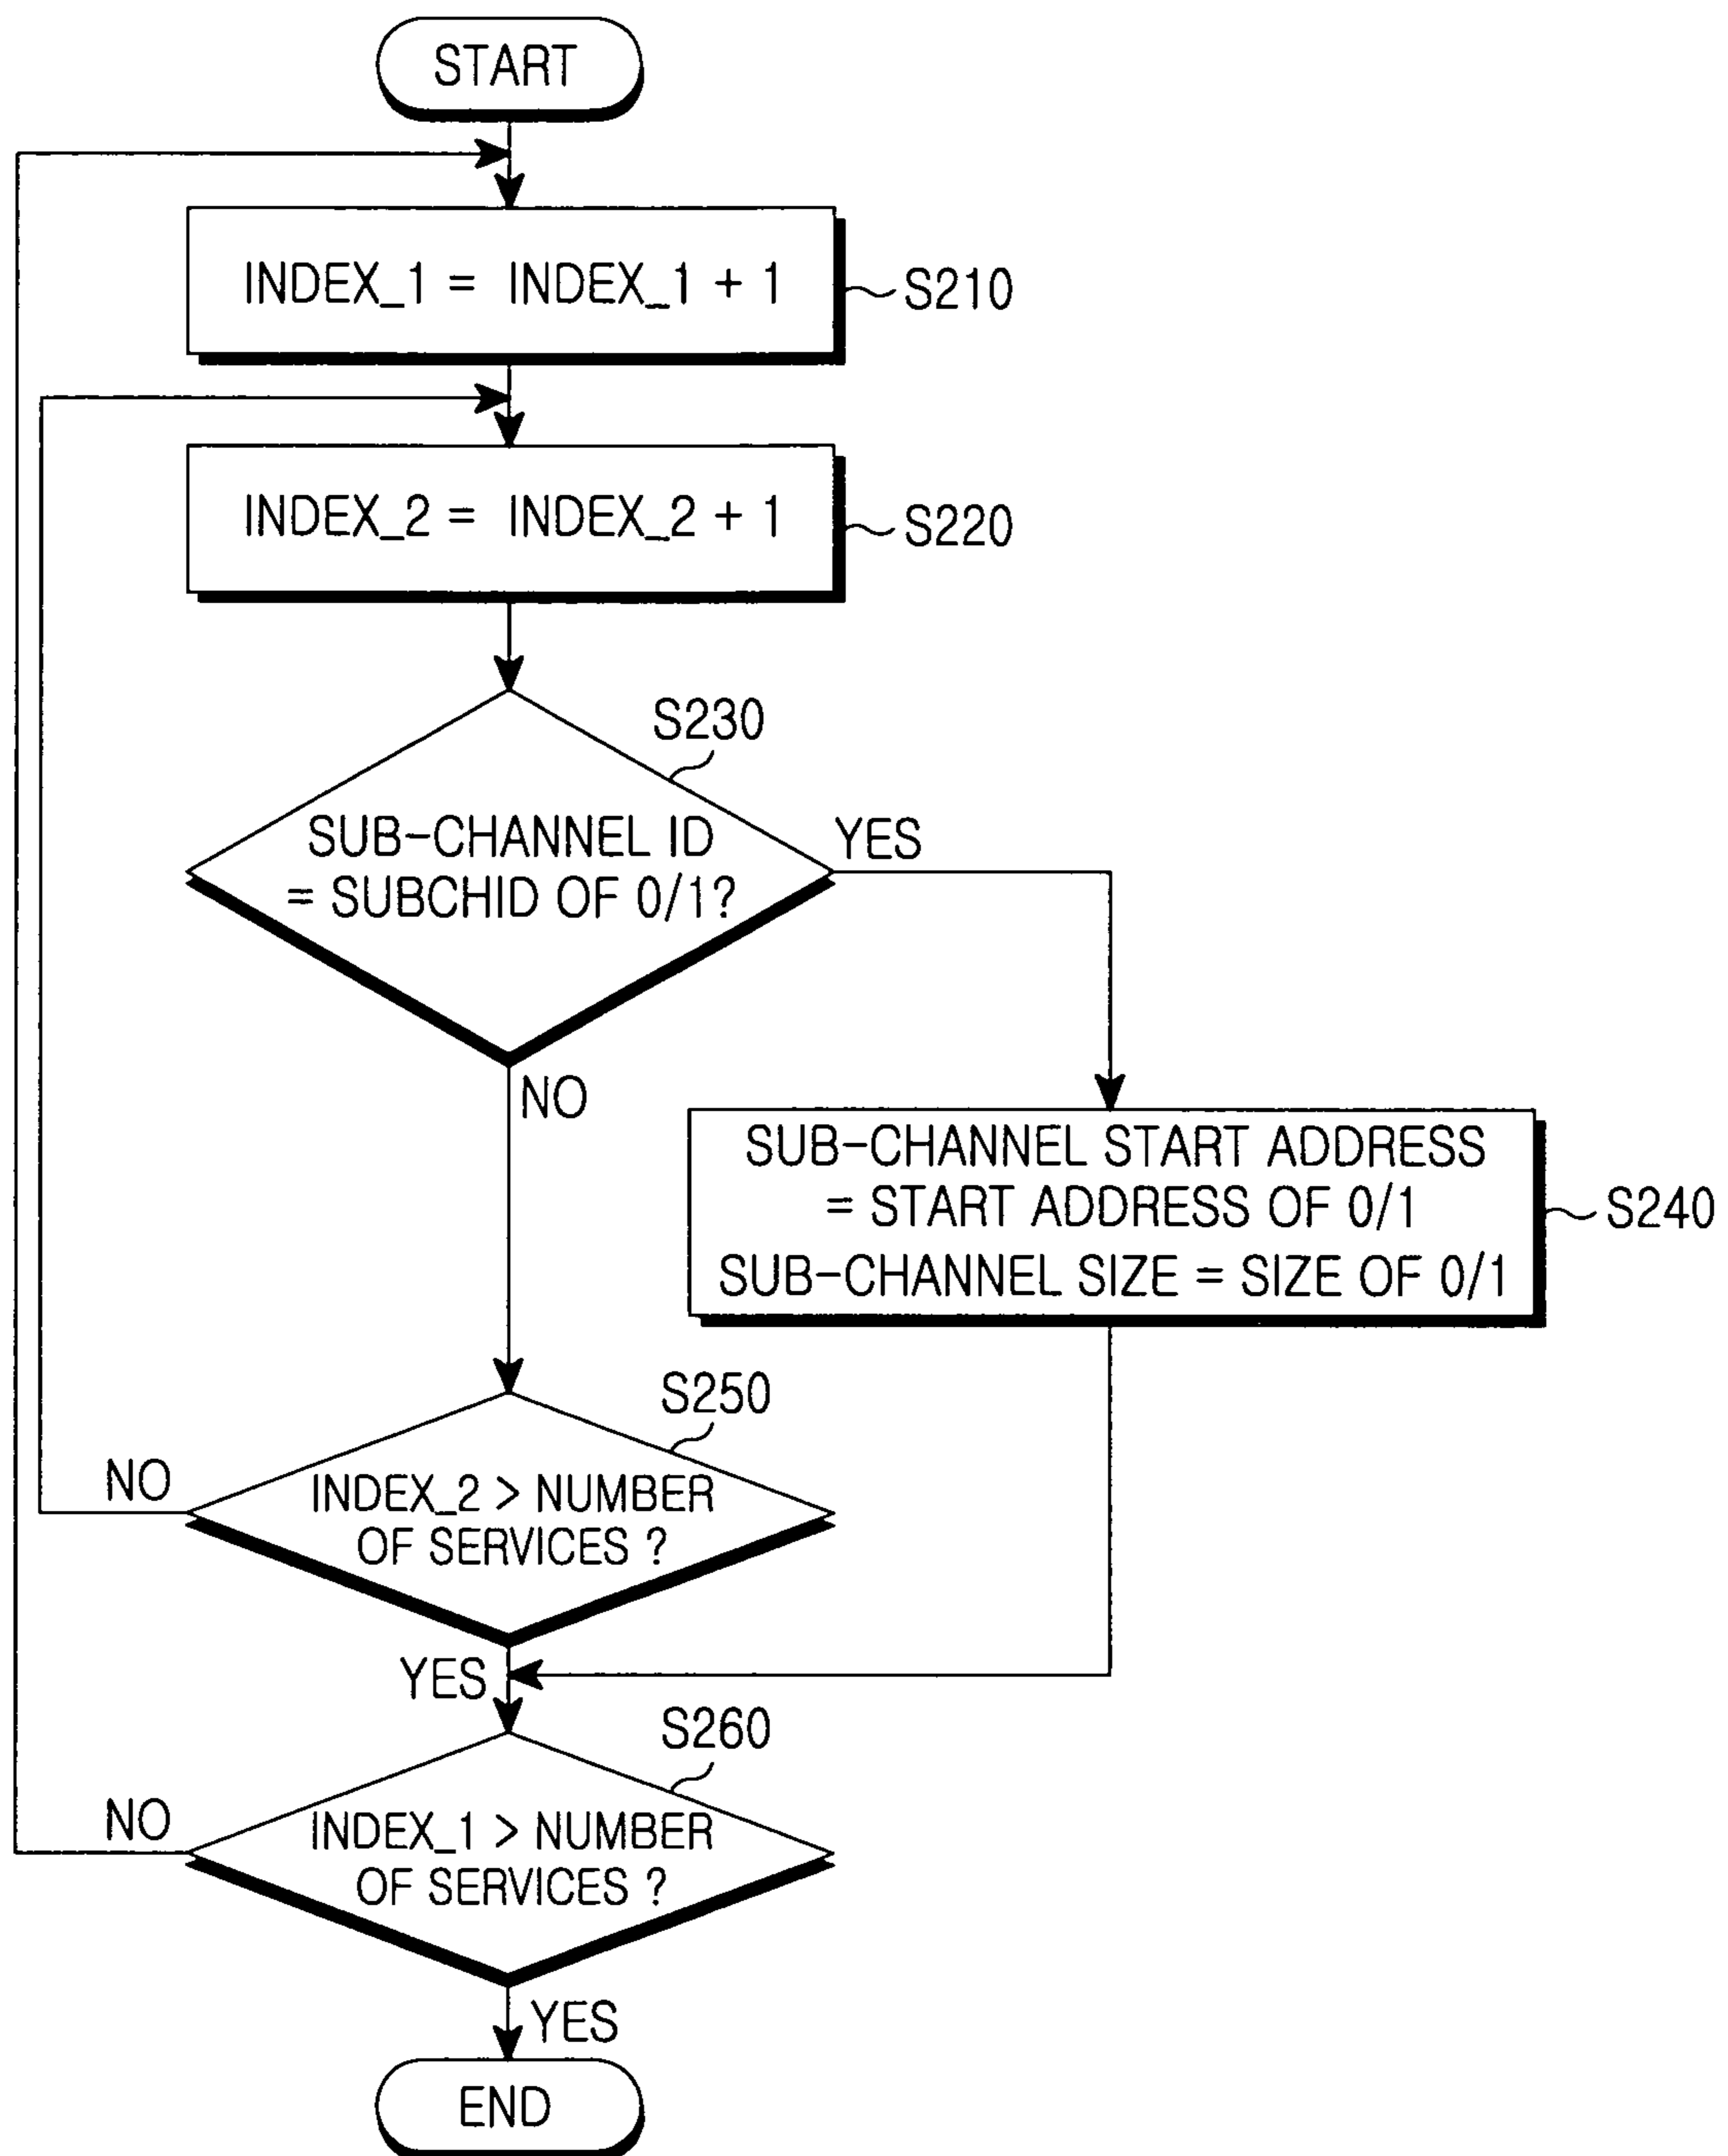 START
INDEX_1 = INDEX_1 + 1
S210
INDEX_2 = INDEX_2 + 1
S220
S230
SUB-CHANNEL ID
= SUBCHID OF 0/1?
YES
NO
SUB-CHANNEL START ADDRESS
= START ADDRESS OF 0/1
SUB-CHANNEL SIZE = SIZE OF 0/1
S240
S250
NO
INDEX_2 > NUMBER
OF SERVICES ?
YES
S260
NO
INDEX_1 > NUMBER
OF SERVICES ?
YES
END